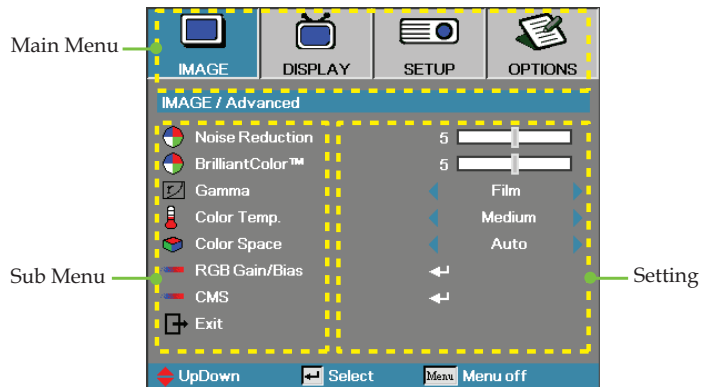 Main Menu
IMAGE DISPLAY SETUP OPTIONS
IMAGE / Advanced
Noise Reduction 5
BrilliantColor™ 5
Gamma Film
Color Temp. Medium
Color Space Auto
Sub Menu
RGB Gain/Bias
Setting
CMS
Exit
UpDown Select Menu Menu off